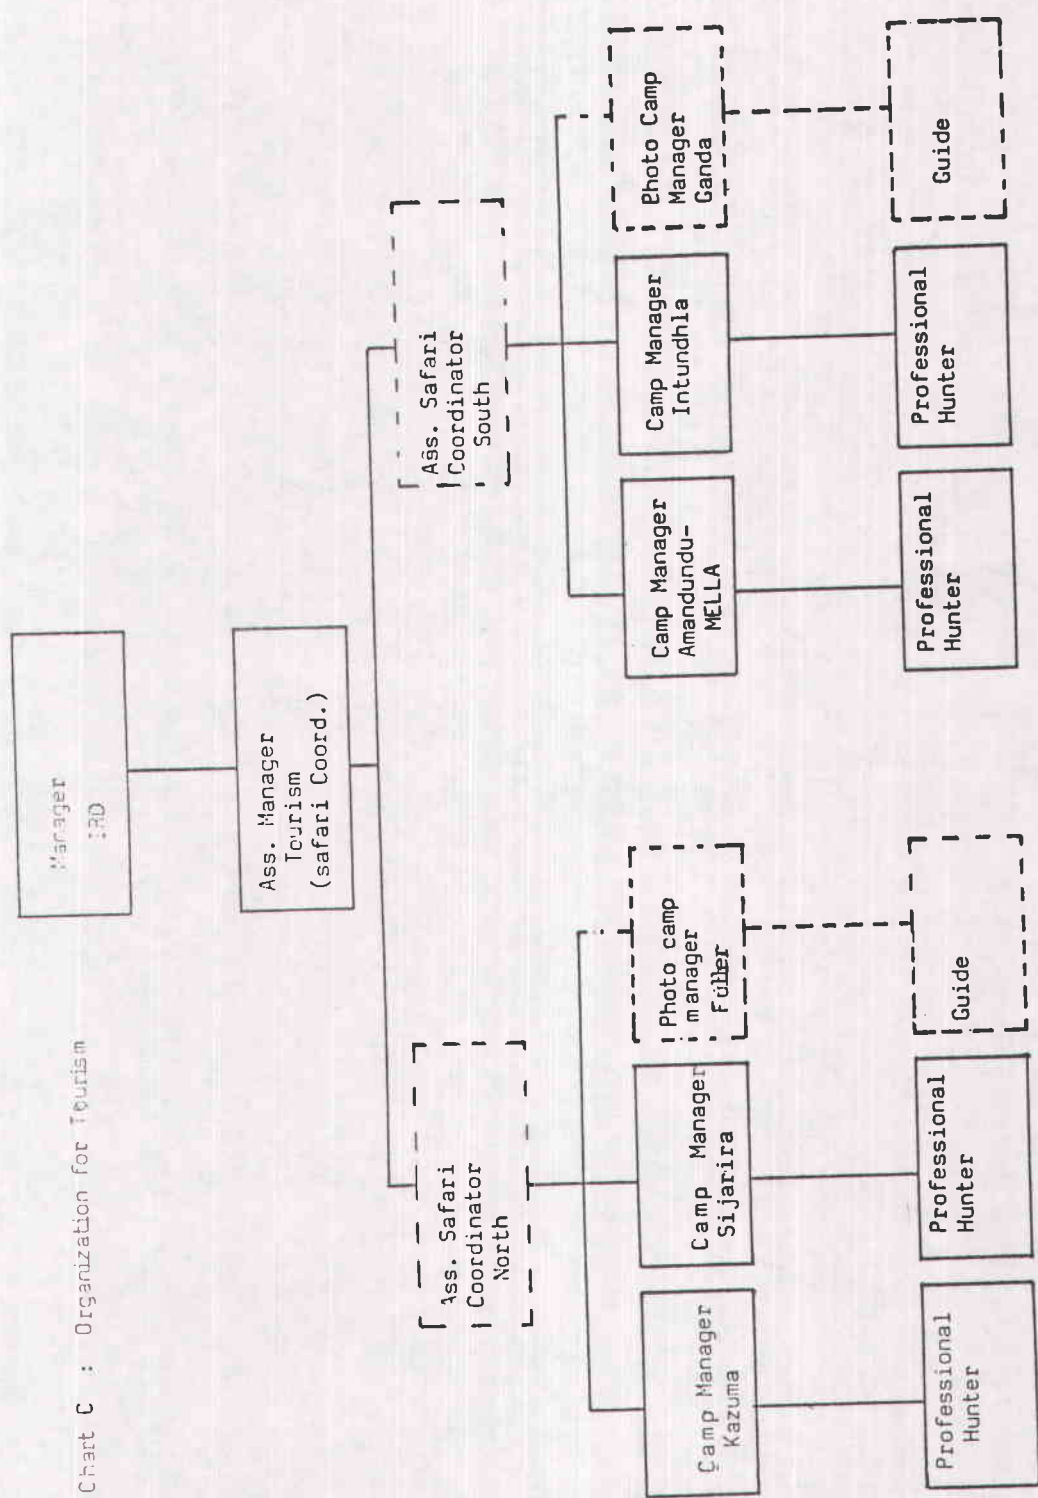 Chart C : Organization for Tourism
Manager
IRD
Ass. Manager
Tourism
(safari Coord.)
Ass. Safari
Coordinator
North
Ass. Safari
Coordinator
South
Camp Manager
Kazuma
Camp Manager
Sijarira
Photo camp
manager
Fuller
Camp Manager
Amandundu-
MELLA
Camp Manager
Intundhla
Photo Camp
Manager
Ganda
Professional
Hunter
Professional
Hunter
Guide
Professional
Hunter
Professional
Hunter
Guide